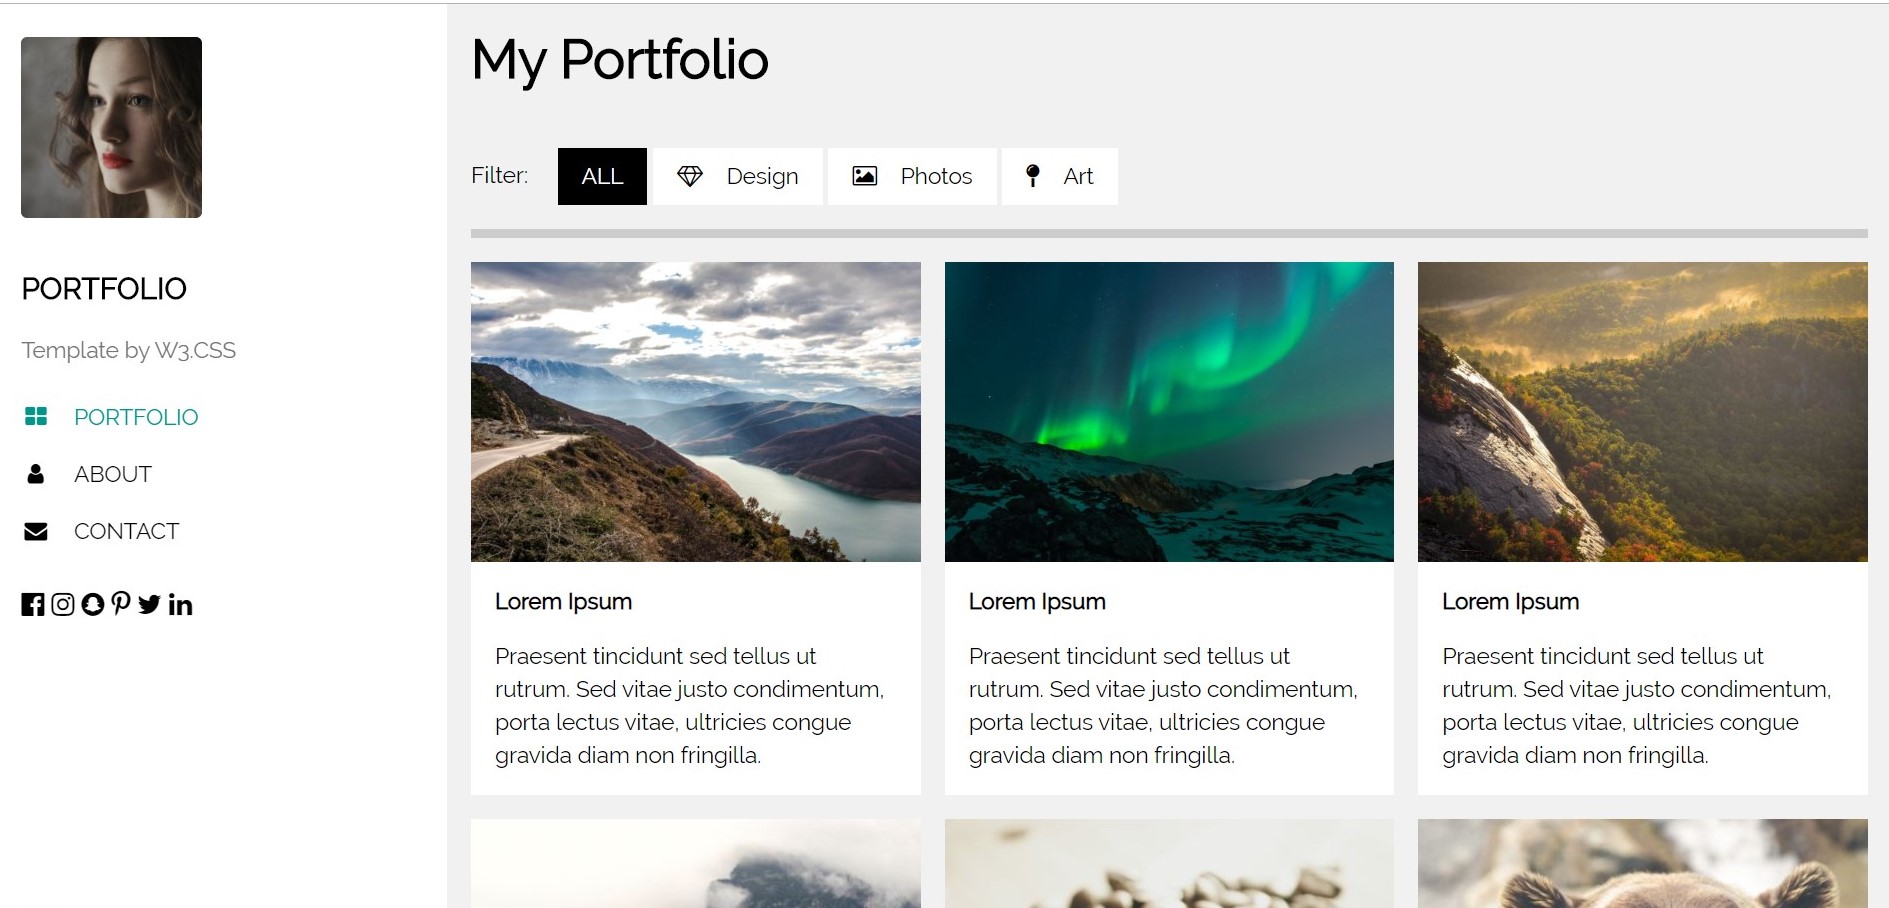 PORTFOLIO
Template by W3.CSS
PORTFOLIO
ABOUT
CONTACT
My Portfolio
Filter:
ALL
Design
Photos
Art
Lorem Ipsum
Praesent tincidunt sed tellus ut
rutrum. Sed vitae justo condimentum,
porta lectus vitae, ultricies congue
gravida diam non fringilla.
Lorem Ipsum
Praesent tincidunt sed tellus ut
rutrum. Sed vitae justo condimentum,
porta lectus vitae, ultricies congue
gravida diam non fringilla.
Lorem Ipsum
Praesent tincidunt sed tellus ut
rutrum. Sed vitae justo condimentum,
porta lectus vitae, ultricies congue
gravida diam non fringilla.